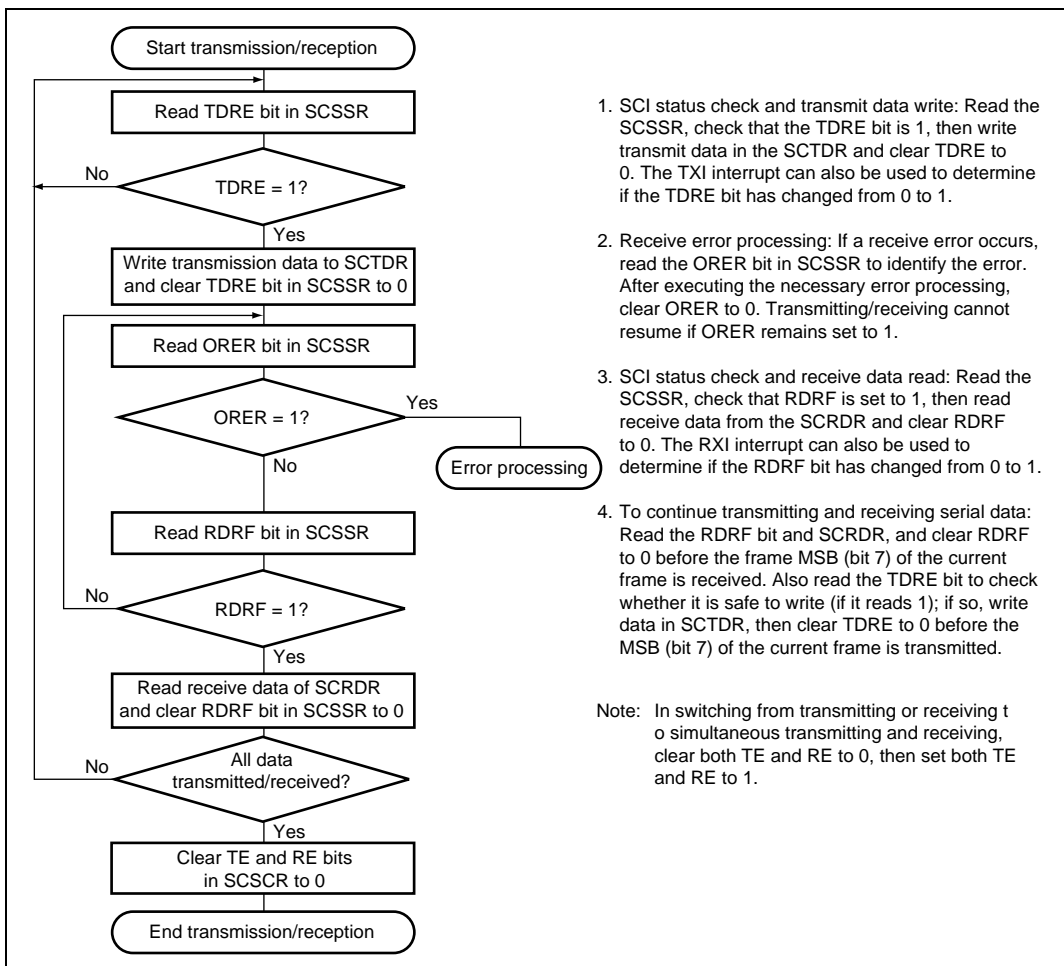 Start transmission/reception
Read TDRE bit in SCSSR
No
TDRE = 1?
Yes
Write transmission data to SCTDR
and clear TDRE bit in SCSSR to 0
Read ORER bit in SCSSR
ORER = 1?
Yes
No
Error processing
Read RDRF bit in SCSSR
No
RDRF = 1?
Yes
Read receive data of SCRDR
and clear RDRF bit in SCSSR to 0
No
All data
transmitted/received?
Yes
Clear TE and RE bits
in SCSCR to 0
End transmission/reception
1. SCI status check and transmit data write: Read the
SCSSR, check that the TDRE bit is 1, then write
transmit data in the SCTDR and clear TDRE to
0. The TXI interrupt can also be used to determine
if the TDRE bit has changed from 0 to 1.
2. Receive error processing: If a receive error occurs,
read the ORER bit in SCSSR to identify the error.
After executing the necessary error processing,
clear ORER to 0. Transmitting/receiving cannot
resume if ORER remains set to 1.
3. SCI status check and receive data read: Read the
SCSSR, check that RDRF is set to 1, then read
receive data from the SCRDR and clear RDRF
to 0. The RXI interrupt can also be used to
determine if the RDRF bit has changed from 0 to 1.
4. To continue transmitting and receiving serial data:
Read the RDRF bit and SCRDR, and clear RDRF
to 0 before the frame MSB (bit 7) of the current
frame is received. Also read the TDRE bit to check
whether it is safe to write (if it reads 1); if so, write
data in SCTDR, then clear TDRE to 0 before the
MSB (bit 7) of the current frame is transmitted.
Note: In switching from transmitting or receiving t
o simultaneous transmitting and receiving,
clear both TE and RE to 0, then set both TE
and RE to 1.